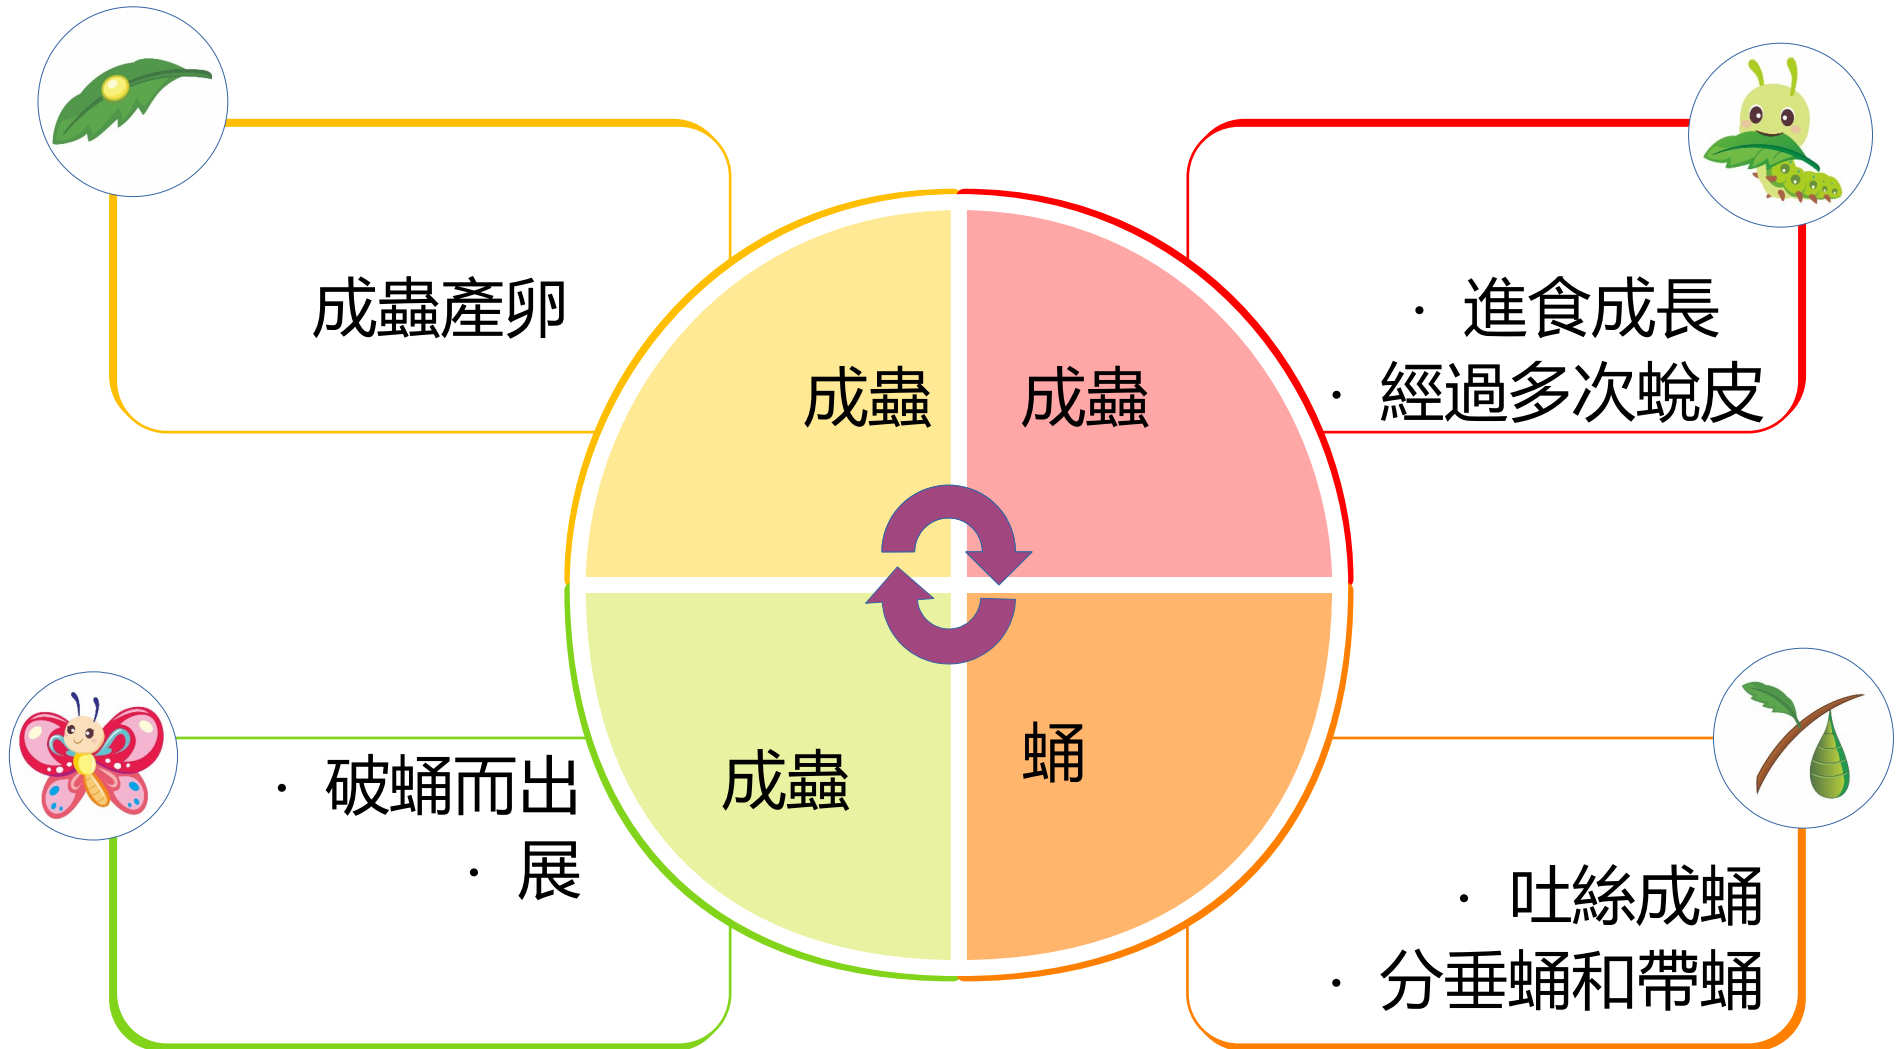 成蟲產卵
· 進食成長
· 經過多次蛻皮
成蟲
成蟲
成蟲
蛹
· 破蛹而出
· 展
· 吐絲成蛹
· 分垂蛹和帶蛹